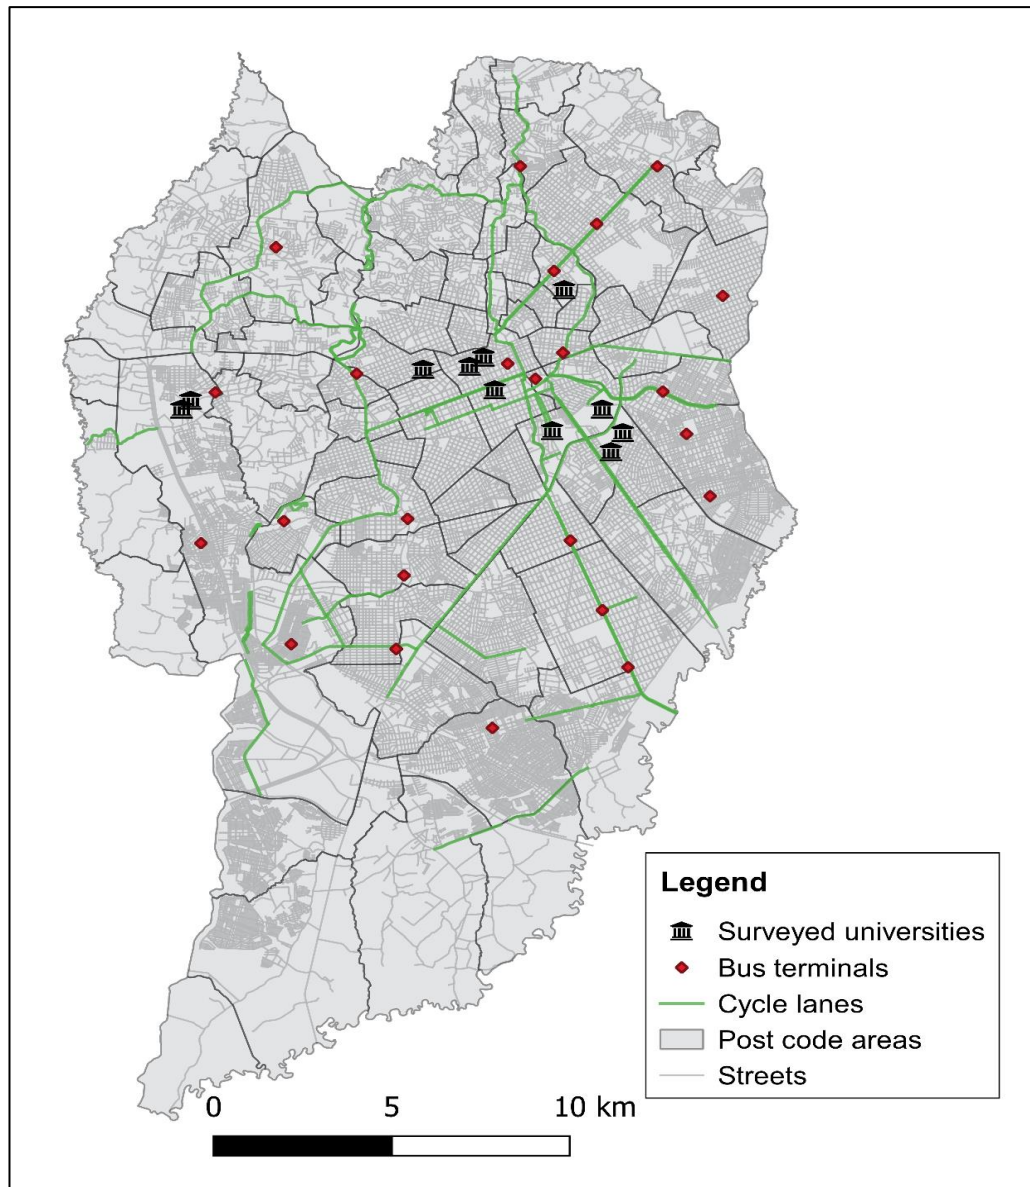 Legend
Surveyed universities
Bus terminals
Cycle lanes
Post code areas
Streets
0 5 10 km